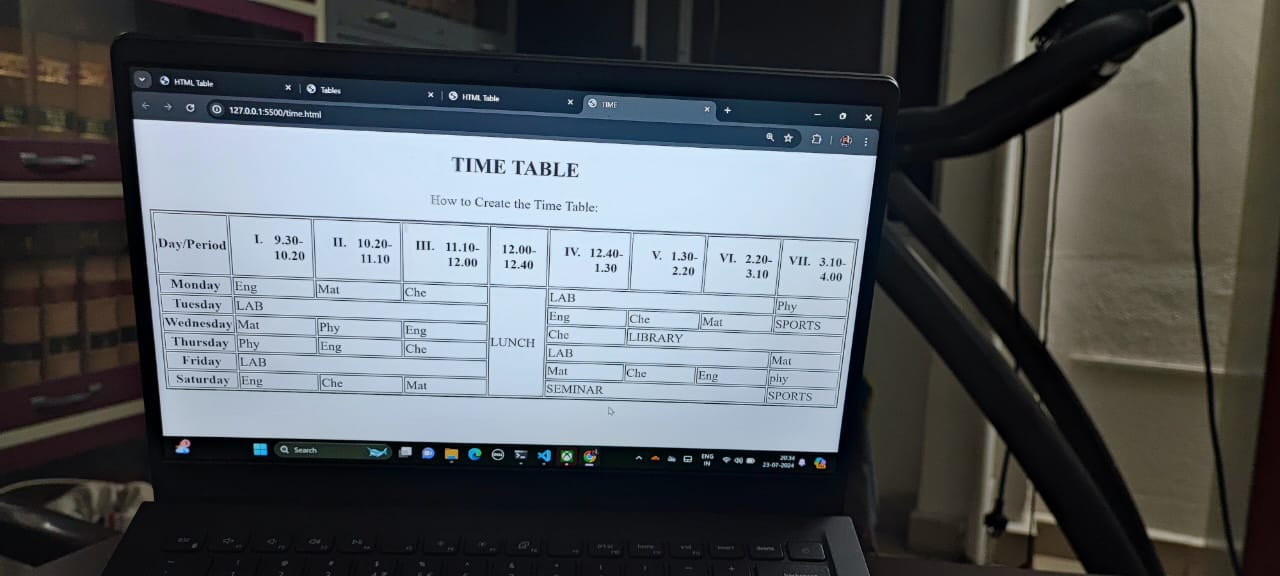 HTML Table
Tables
HTML Table
TIME
127.0.0.1:5500/time.html
TIME TABLE
How to Create the Time Table:
Day/Period I. 9.30-10.20 II. 10.20-11.10 III. 11.10-12.00 12.00-12.40 IV. 12.40-1.30 V. 1.30-2.20 VI. 2.20-3.10 VII. 3.10-4.00
Monday Eng Mat Che LUNCH LAB Phy
Tuesday LAB Eng Che Mat SPORTS
Wednesday Mat Phy Eng Che LIBRARY
Thursday Phy Eng Che LAB Mat
Friday LAB Mat Che Eng phy
Saturday Eng Che Mat SEMINAR SPORTS
Search
ENG
IN
20:34
23-07-2024